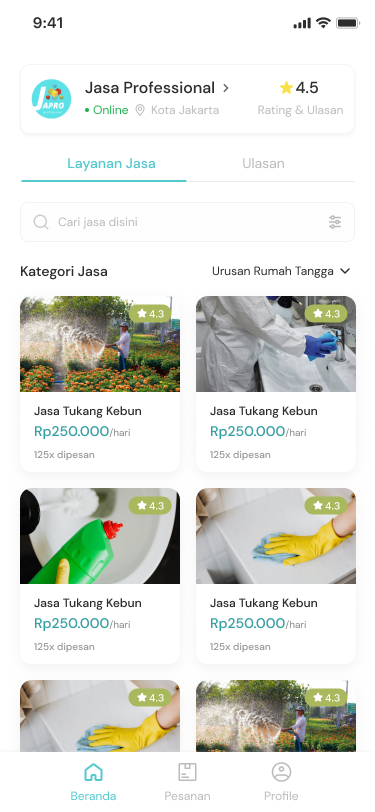 9:41
Jasa Professional
4.5
JAPRO
Online
Kota Jakarta
Rating & Ulasan
Layanan Jasa
Ulasan
Cari jasa disini
Kategori Jasa
Urusan Rumah Tangga
4.3
4.3
Jasa Tukang Kebun
Jasa Tukang Kebun
Rp250.000/hari
Rp250.000/hari
125x dipesan
125x dipesan
4.3
4.3
Jasa Tukang Kebun
Jasa Tukang Kebun
Rp250.000/hari
Rp250.000/hari
125x dipesan
125x dipesan
4.3
4.3
Beranda
Pesanan
Profile